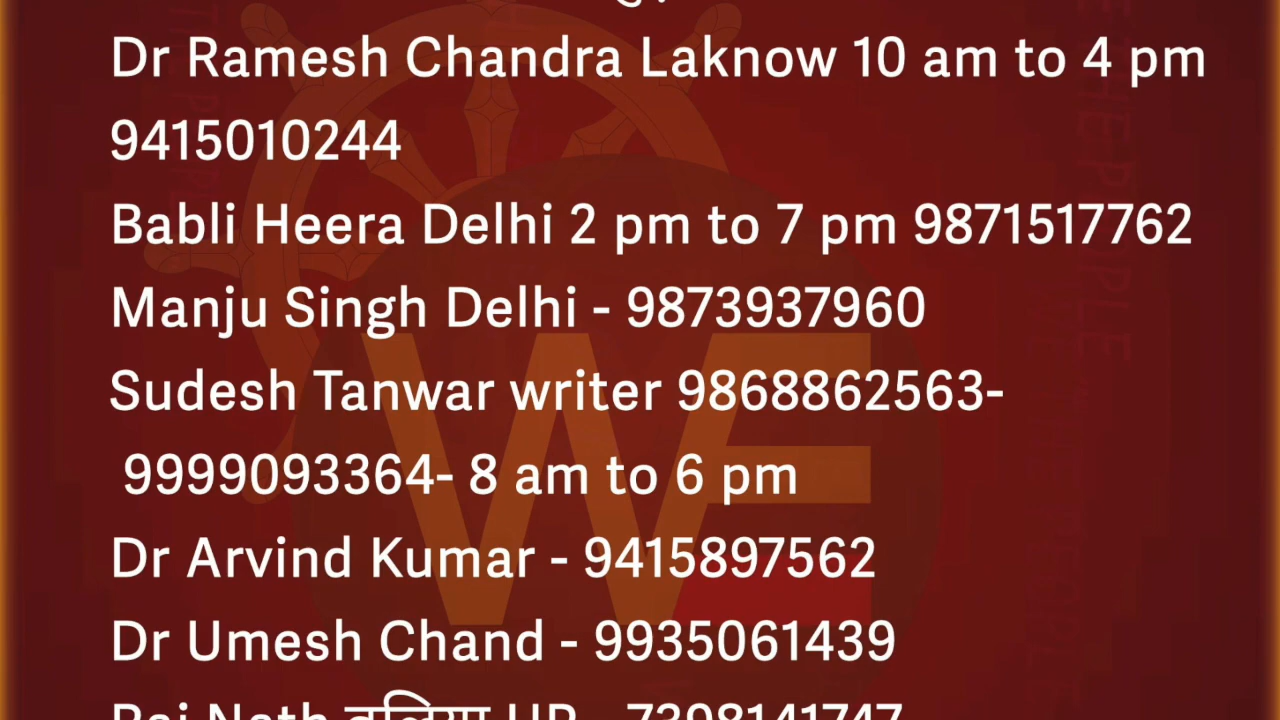 Dr Ramesh Chandra Laknow 10 am to 4 pm
9415010244
Babli Heera Delhi 2 pm to 7 pm 9871517762
Manju Singh Delhi - 9873937960
Sudesh Tanwar writer 9868862563-
9999093364- 8 am to 6 pm
Dr Arvind Kumar - 9415897562
Dr Umesh Chand - 9935061439
WE